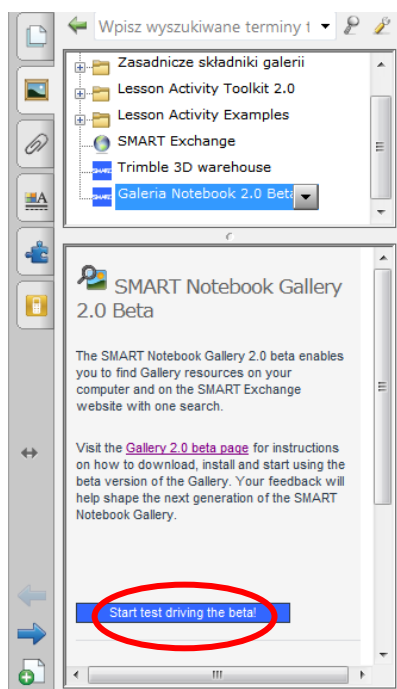 Wpisz wyszukiwane terminy t
Zasadnicze składniki galerii
Lesson Activity Toolkit 2.0
Lesson Activity Examples
SMART Exchange
Trimble 3D warehouse
Galeria Notebook 2.0 Beta
SMART Notebook Gallery
2.0 Beta
The SMART Notebook Gallery 2.0 beta enables
you to find Gallery resources on your
computer and on the SMART Exchange
website with one search.
Visit the Gallery 2.0 beta page for instructions
on how to download, install and start using the
beta version of the Gallery. Your feedback will
help shape the next generation of the SMART
Notebook Gallery.
Start test driving the beta!